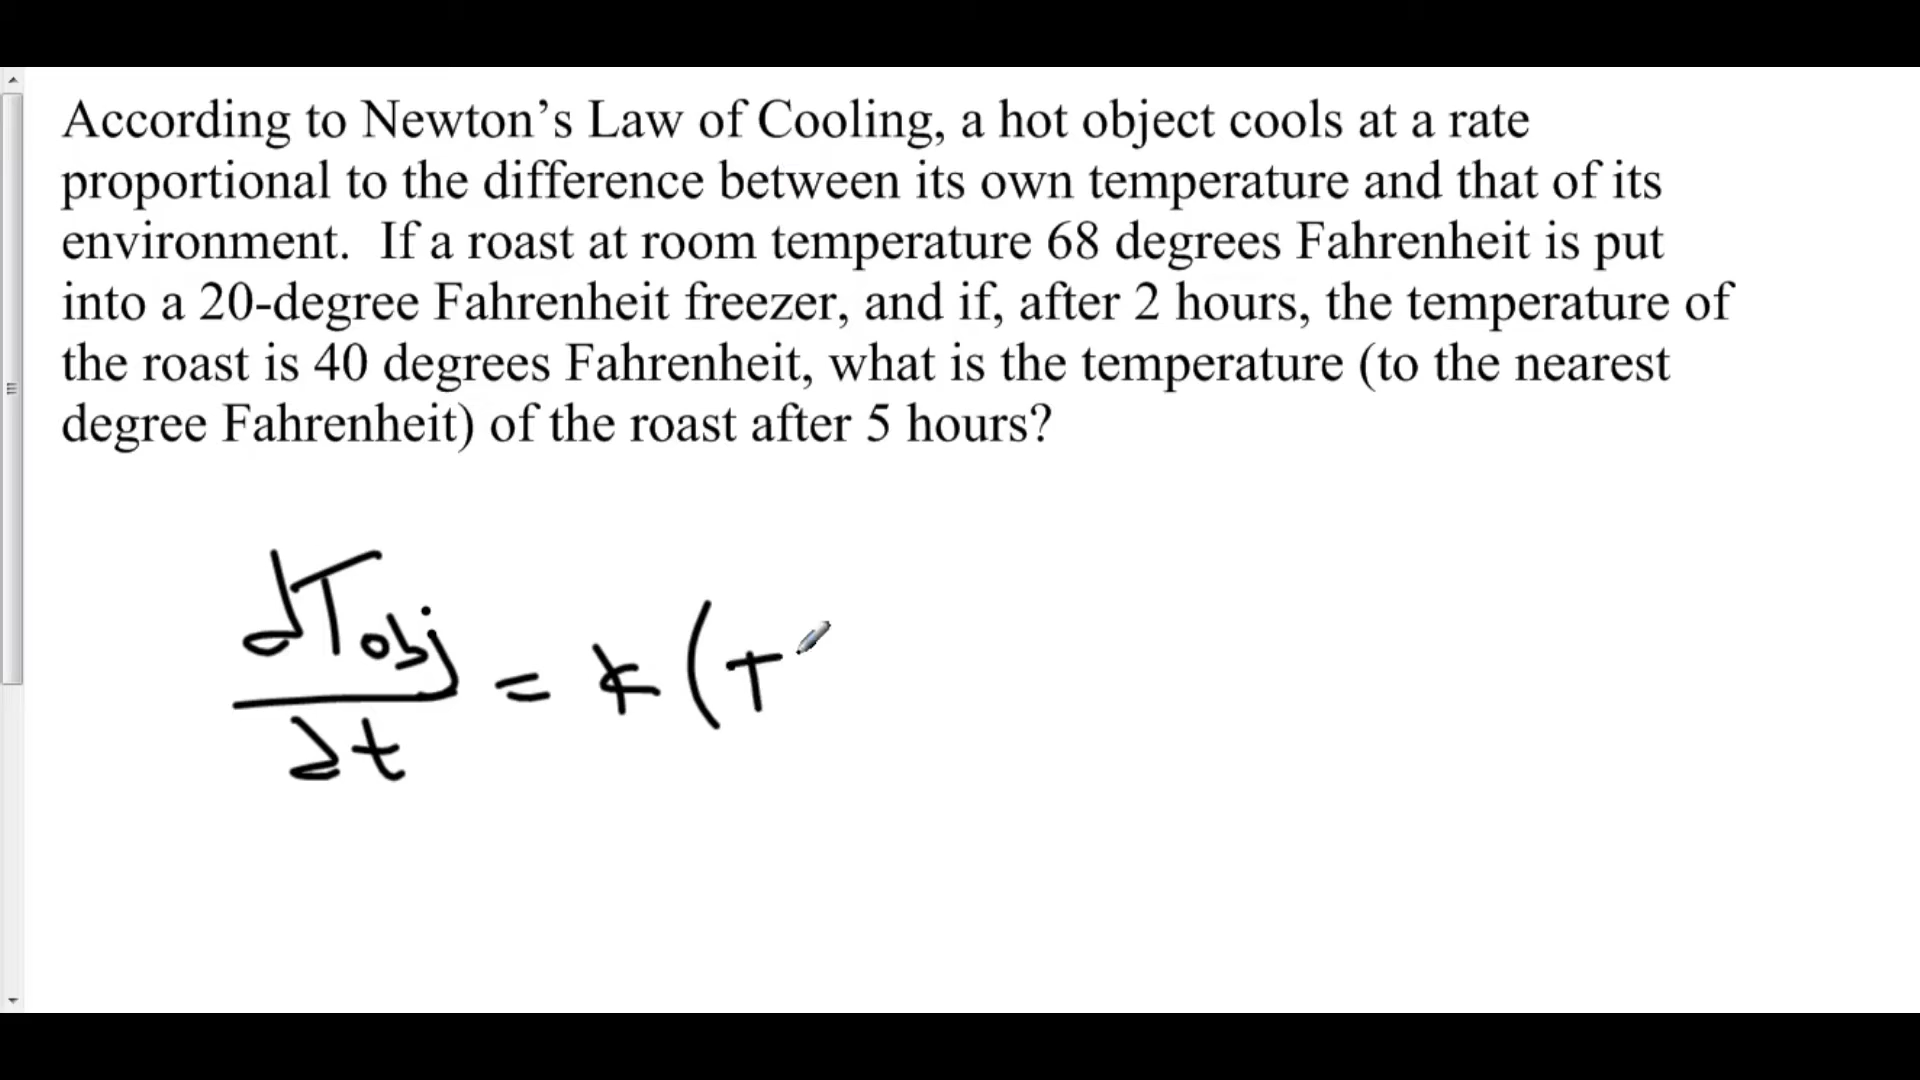 According to Newton’s Law of Cooling, a hot object cools at a rate
proportional to the difference between its own temperature and that of its
environment.  If a roast at room temperature 68 degrees Fahrenheit is put
into a 20-degree Fahrenheit freezer, and if, after 2 hours, the temperature of
the roast is 40 degrees Fahrenheit, what is the temperature (to the nearest
degree Fahrenheit) of the roast after 5 hours?
dTobj
= k (T
dt